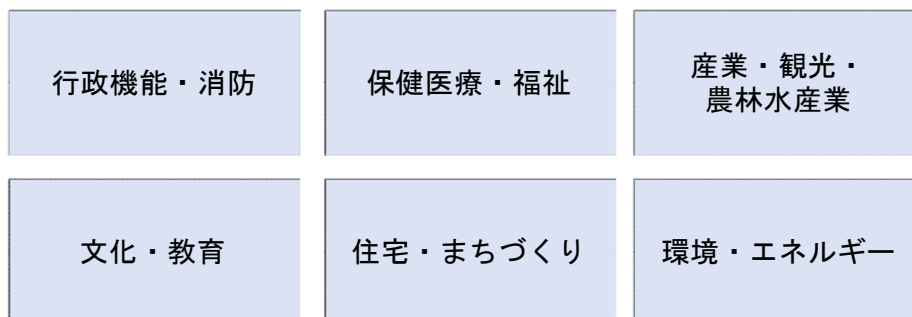 行政機能・消防
保健医療・福祉
産業・観光・
農林水産業
文化・教育
住宅・まちづくり
環境・エネルギー